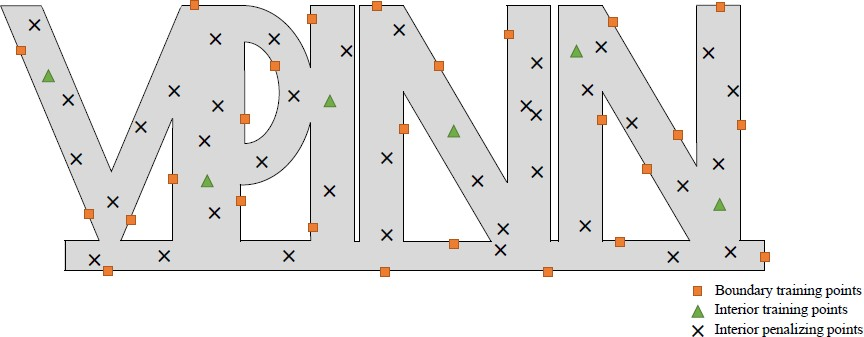 VPINN
Boundary training points
Interior training points
Interior penalizing points